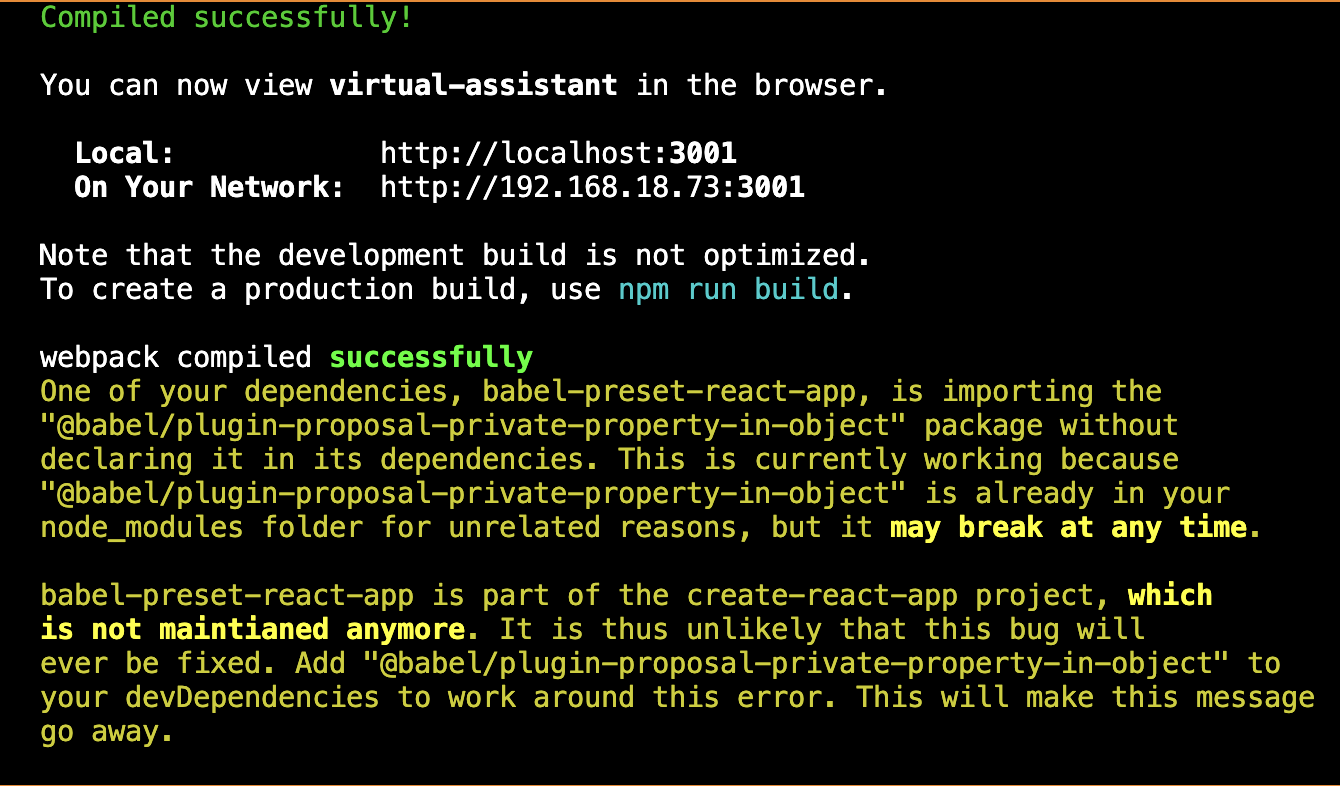 Compiled successfully!
You can now view virtual-assistant in the browser.
Local: http://localhost:3001
On Your Network: http://192.168.18.73:3001
Note that the development build is not optimized.
To create a production build, use npm run build.
webpack compiled successfully
One of your dependencies, babel-preset-react-app, is importing the
"@babel/plugin-proposal-private-property-in-object" package without
declaring it in its dependencies. This is currently working because
"@babel/plugin-proposal-private-property-in-object" is already in your
node_modules folder for unrelated reasons, but it may break at any time.
babel-preset-react-app is part of the create-react-app project, which
is not maintianed anymore. It is thus unlikely that this bug will
ever be fixed. Add "@babel/plugin-proposal-private-property-in-object" to
your devDependencies to work around this error. This will make this message
go away.